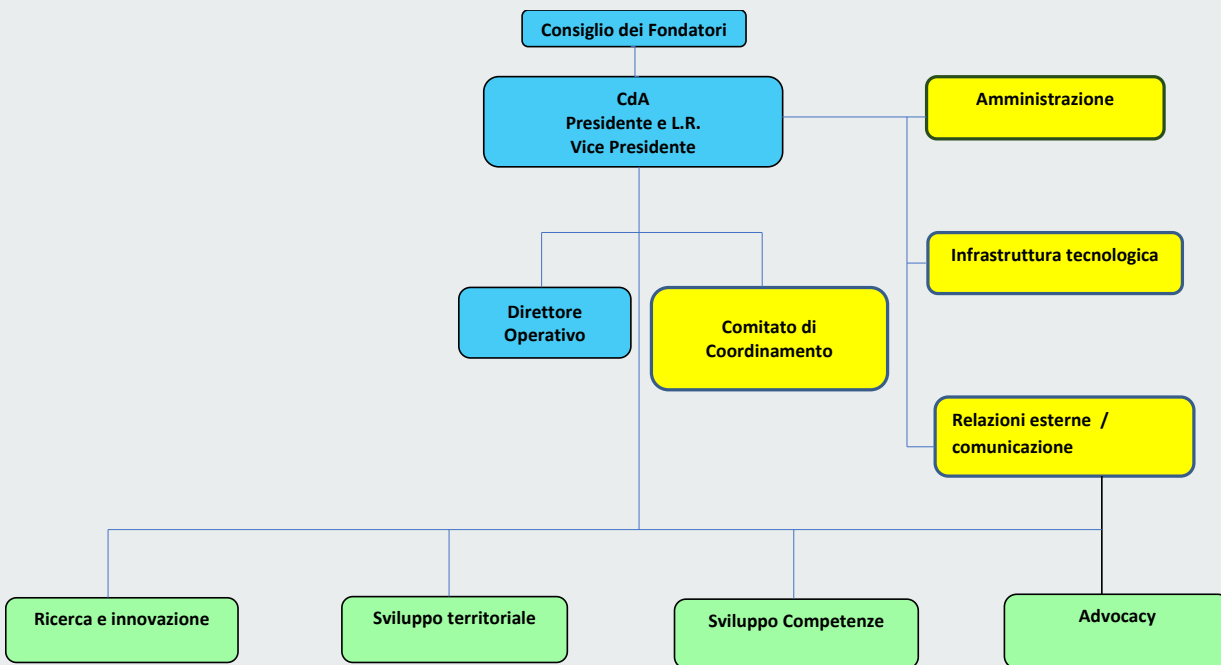 Consiglio dei Fondatori
CdA
Presidente e L.R.
Vice Presidente
Amministrazione
Infrastruttura tecnologica
Direttore
Operativo
Comitato di
Coordinamento
Relazioni esterne /
comunicazione
Ricerca e innovazione
Sviluppo territoriale
Sviluppo Competenze
Advocacy